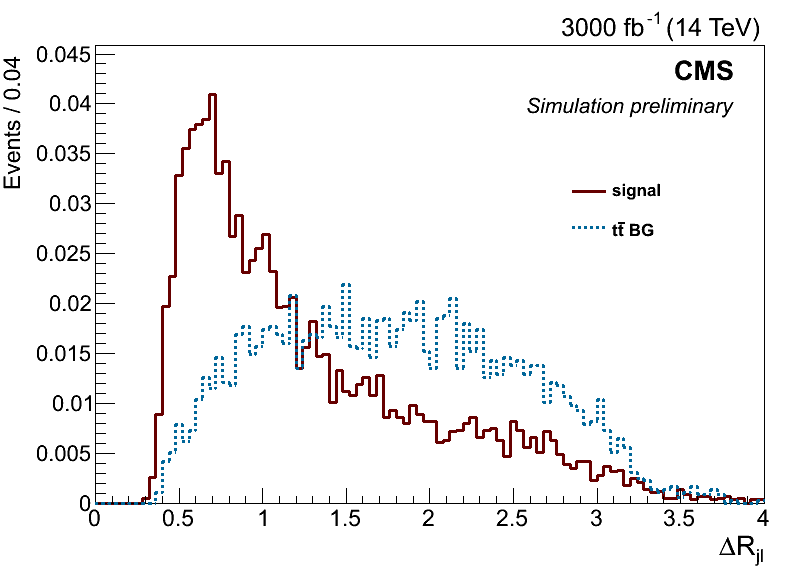 3000 fb⁻¹ (14 TeV)
CMS
Simulation preliminary
Events / 0.04
0.045
0.04
0.035
0.03
0.025
0.02
0.015
0.01
0.005
0
signal
tt̄ BG
0 0.5 1 1.5 2 2.5 3 3.5 4
ΔR_jl